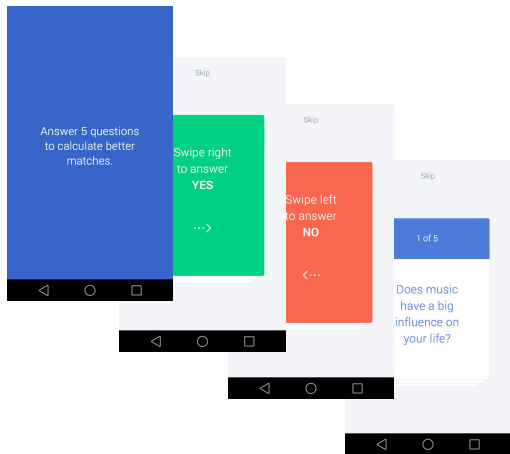 Answer 5 questions
to calculate better
matches.
Skip
Swipe right
to answer
YES
Skip
Swipe left
to answer
NO
Skip
1 of 5
Does music
have a big
influence on
your life?